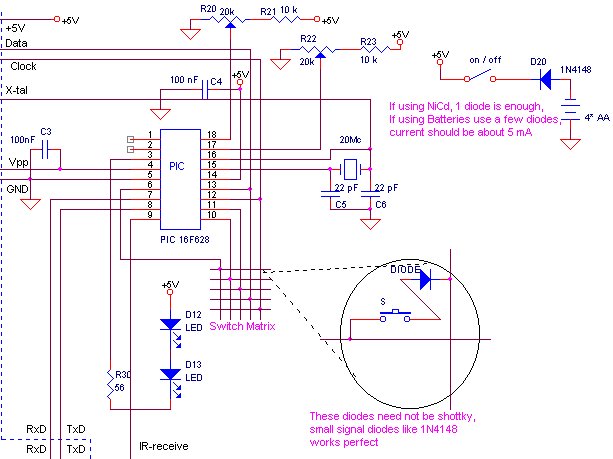 +5V
+5V
Data
Clock
X-tal
C3
100nF
Vpp
GND
R20
20k
R21
10 k
+5V
R22
20k
R23
10 k
+5V
100 nF
C4
+5V
+5V
on / off
D20
1N4148
4* AA
If using NiCd, 1 diode is enough,
If using Batteries use a few diodes
current should be about 5 mA
1
2
3
4
5
6
7
8
9
18
17
16
15
14
13
12
11
10
PIC
PIC 16F628
20Mc
22 pF
C5
22 pF
C6
+5V
D12
LED
D13
LED
56
Switch Matrix
DIODE
S
These diodes need not be shottky,
small signal diodes like 1N4148
works perfect
RxD
TxD
RxD
TxD
IR-receive